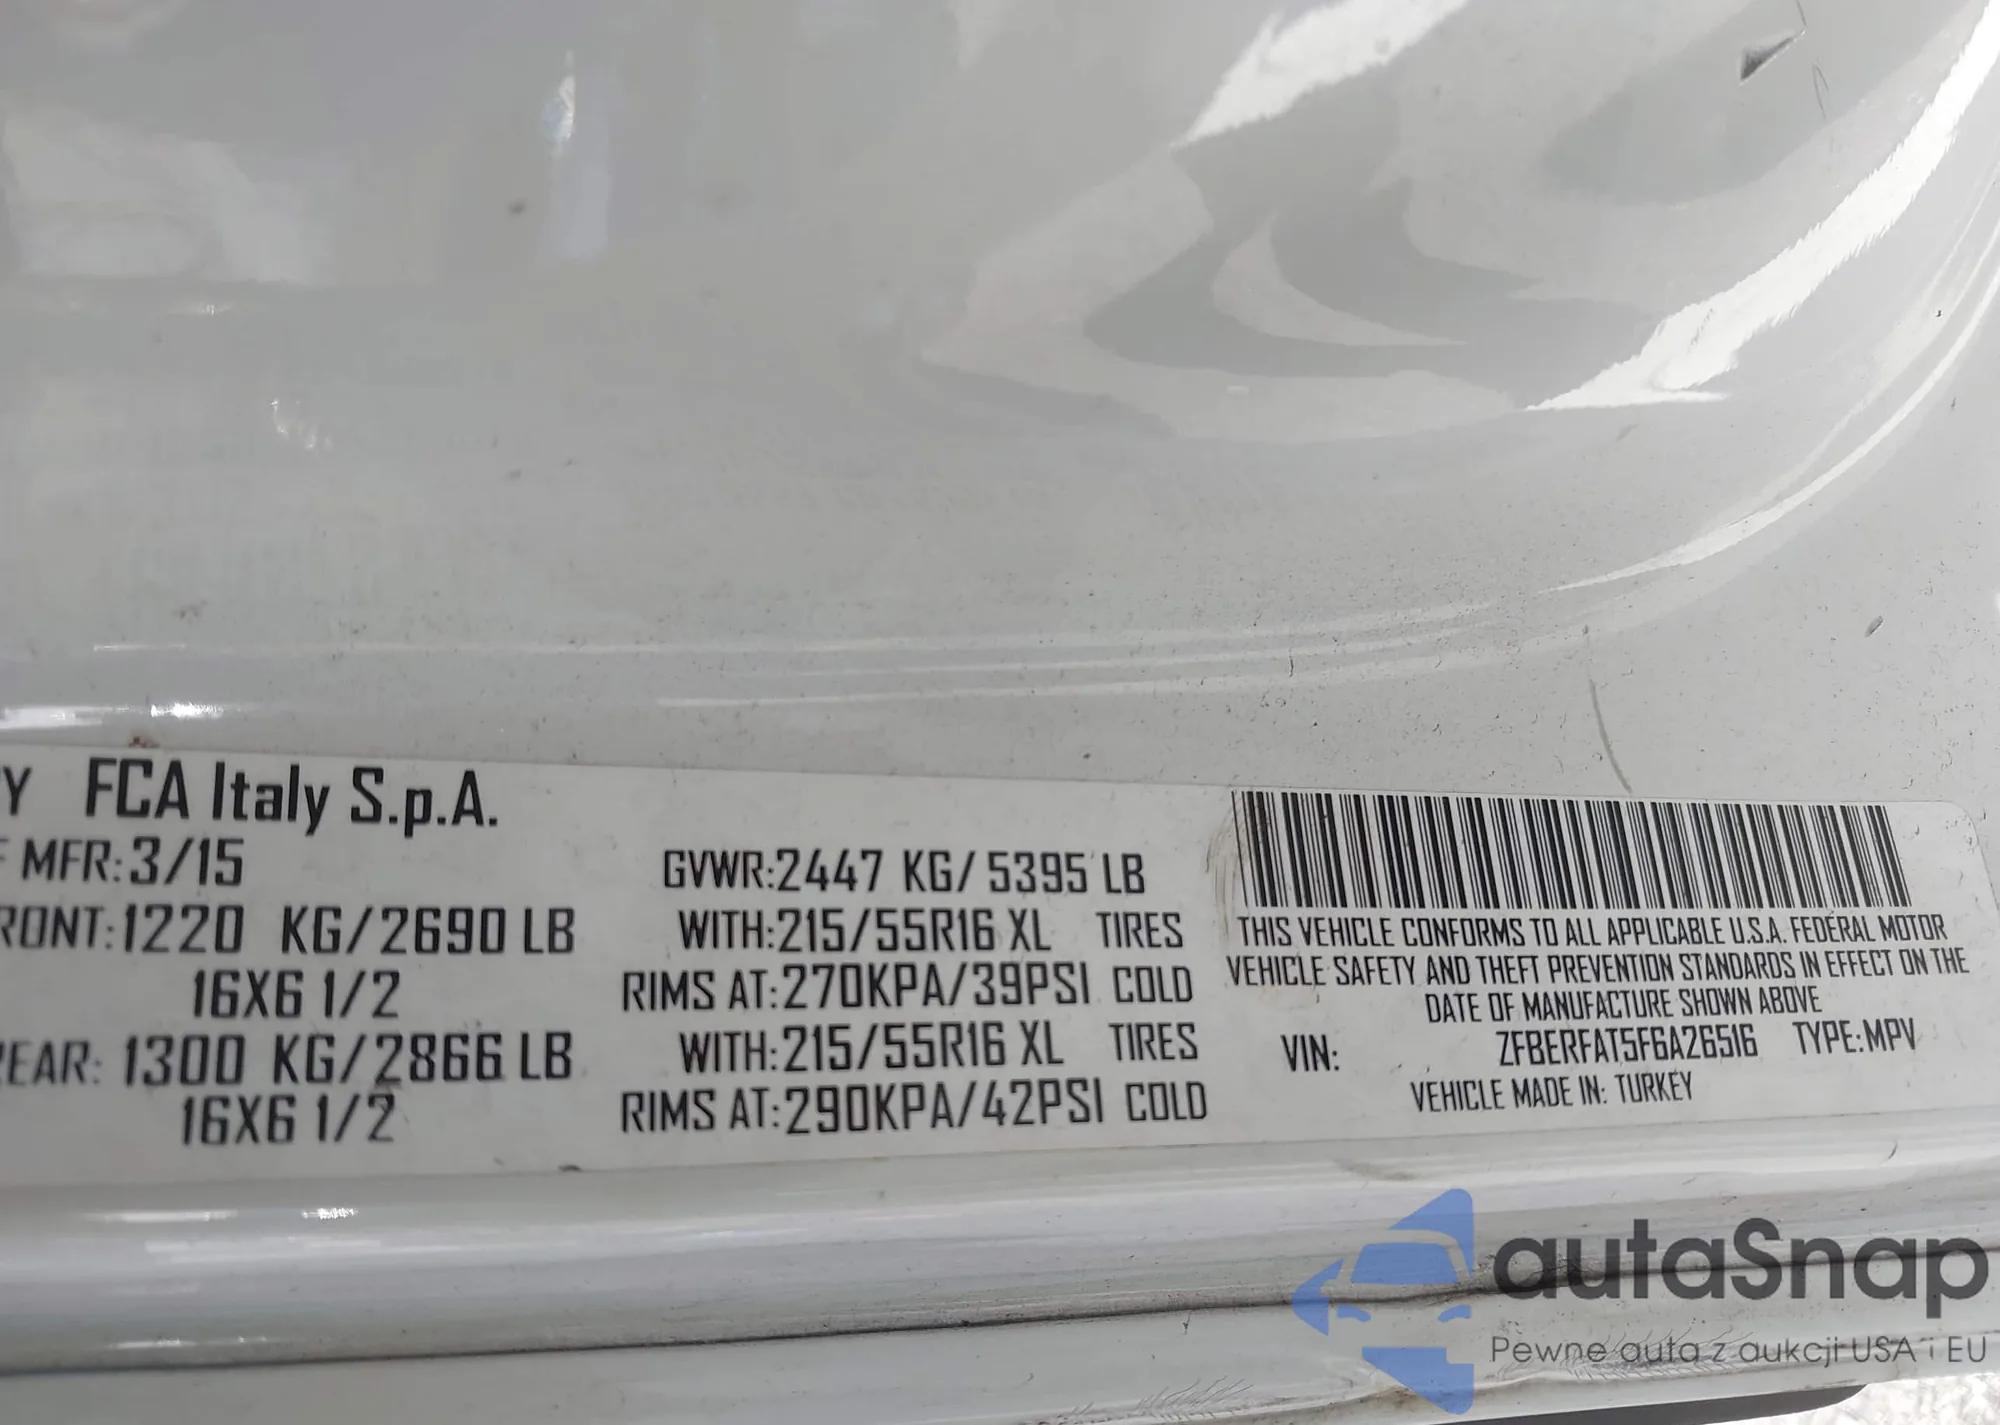 Y FCA Italy S.p.A.
F MFR: 3/15
GVWR: 2447 KG/ 5395 LB
RONT: 1220 KG/2690 LB
WITH: 215/55R16 XL TIRES
16X6 1/2
RIMS AT: 270KPA/39PSI COLD
REAR: 1300 KG/2866 LB
WITH: 215/55R16 XL TIRES
16X6 1/2
RIMS AT: 290KPA/42PSI COLD
THIS VEHICLE CONFORMS TO ALL APPLICABLE U.S.A. FEDERAL MOTOR
VEHICLE SAFETY AND THEFT PREVENTION STANDARDS IN EFFECT ON THE
DATE OF MANUFACTURE SHOWN ABOVE
VIN: ZFBERFAT5F6A26516 TYPE: MPV
VEHICLE MADE IN: TURKEY
autaSnap
Pewne auta z aukcji USA i EU